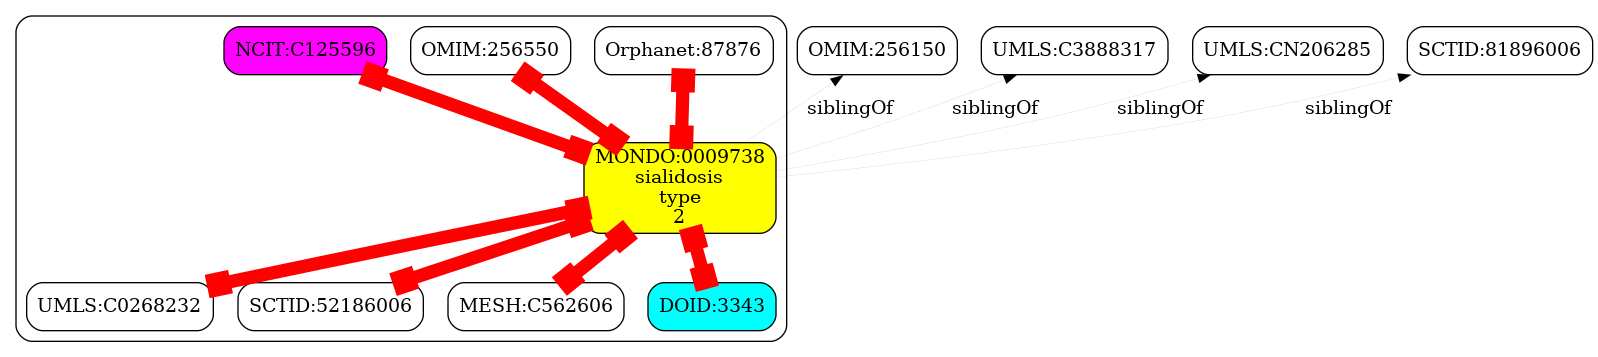 NCIT:C125596
OMIM:256550
Orphanet:87876
OMIM:256150
UMLS:C3888317
UMLS:CN206285
SCTID:81896006
siblingOf
siblingOf
siblingOf
siblingOf
MONDO:0009738
sialidosis
type
2
UMLS:C0268232
SCTID:52186006
MESH:C562606
DOID:3343